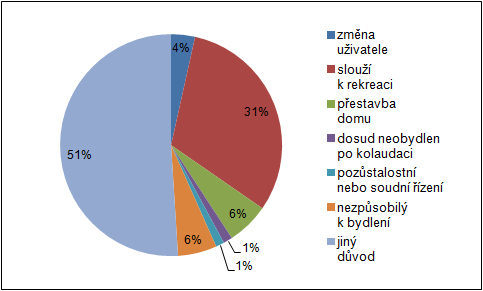 4%
31%
51%
6%
6%
1%
1%
změna
uživatele
slouží
k rekreaci
přestavba
domu
dosud neobydlen
po kolaudaci
pozůstalostní
nebo soudní řízení
nezpůsobilý
k bydlení
jiný
důvod